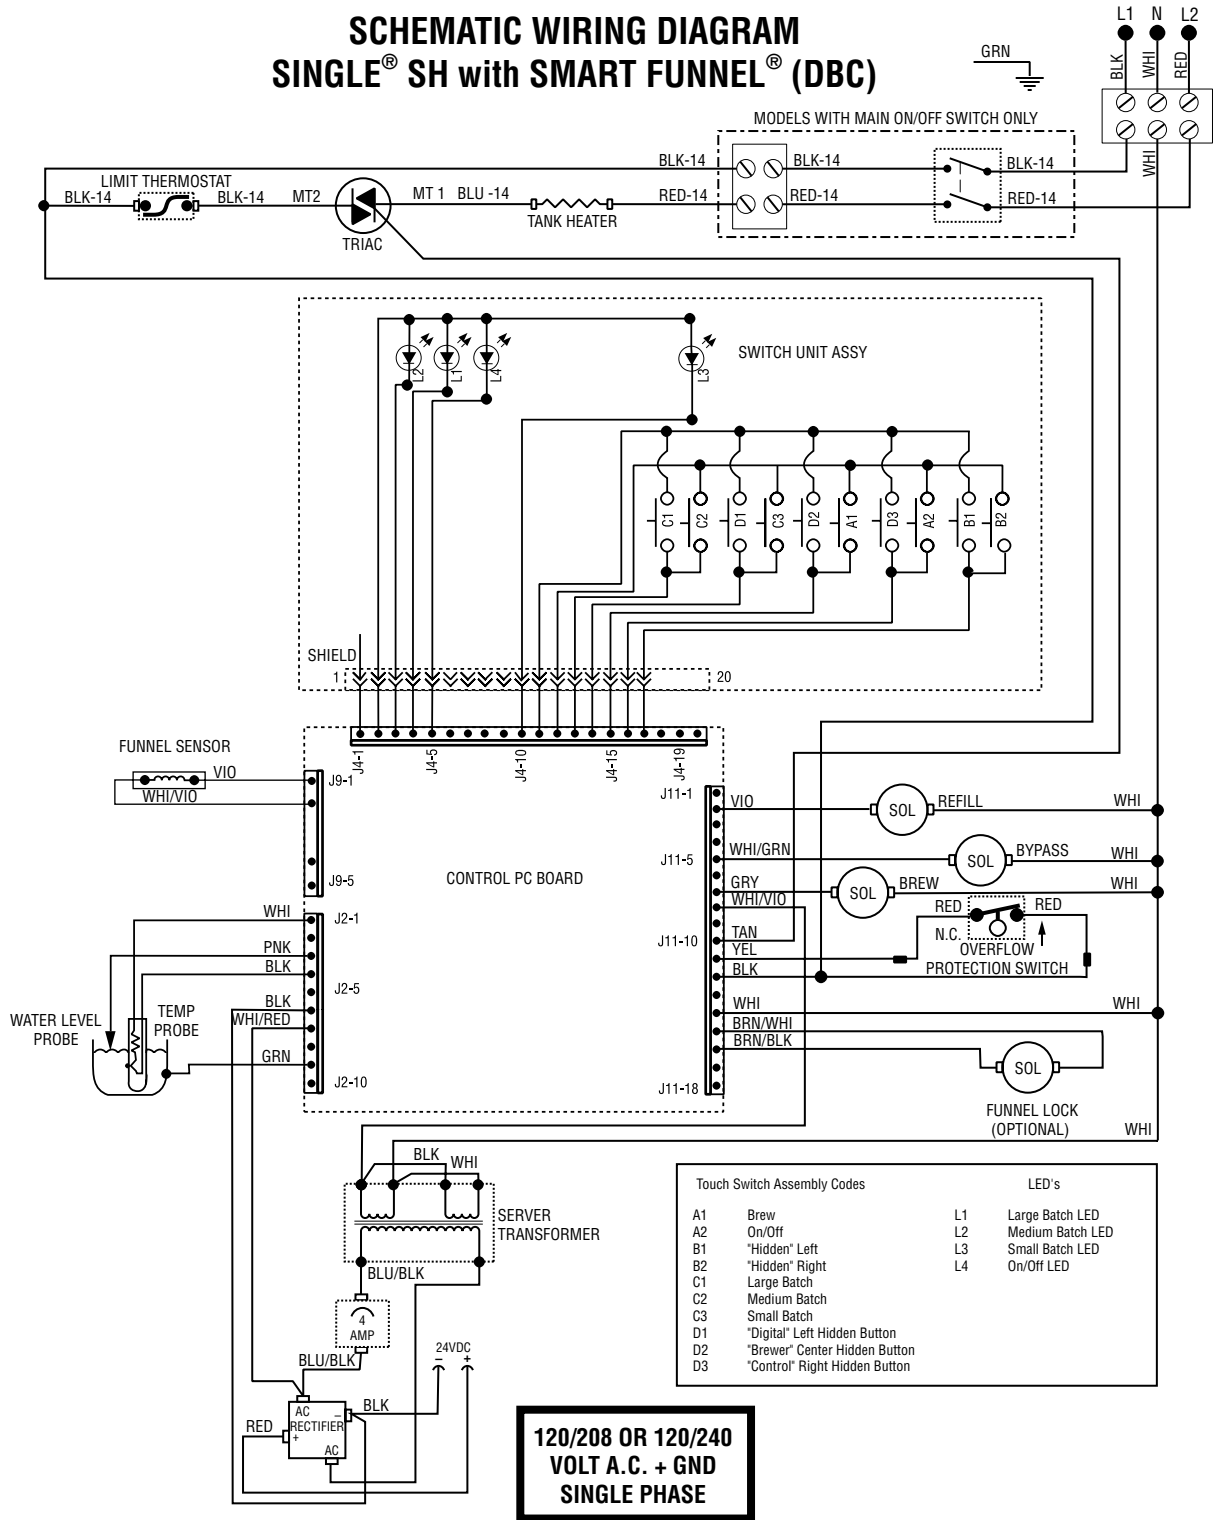 SCHEMATIC WIRING DIAGRAM
SINGLE® SH with SMART FUNNEL® (DBC)
L1 N L2
GRN
BLK
WHI
RED
MODELS WITH MAIN ON/OFF SWITCH ONLY
BLK-14 BLK-14 BLK-14
WHI
LIMIT THERMOSTAT
BLK-14 BLK-14 MT2 MT 1 BLU -14 RED-14 RED-14 RED-14
TRIAC
TANK HEATER
L2
L1
L4
L3
SWITCH UNIT ASSY
C1
C2
D1
C3
D2
A1
D3
A2
B1
B2
SHIELD
1 20
J4-1
J4-5
J4-10
J4-15
J4-19
FUNNEL SENSOR
VIO
WHI/VIO
J9-1
J9-5
CONTROL PC BOARD
J11-1
VIO SOL REFILL WHI
J11-5
WHI/GRN SOL BYPASS WHI
GRY SOL BREW WHI
WHI/VIO
RED RED
N.C.
OVERFLOW
PROTECTION SWITCH
J11-10
TAN
YEL
BLK
WHI WHI
BRN/WHI
BRN/BLK
SOL
J11-18
FUNNEL LOCK
(OPTIONAL)
WHI
WHI
J2-1
PNK
BLK
J2-5
BLK
WHI/RED
WATER LEVEL
PROBE
TEMP
PROBE
GRN
J2-10
BLK
WHI
SERVER
TRANSFORMER
BLU/BLK
4
AMP
BLU/BLK
24VDC
– +
BLK
AC
–
RECTIFIER
+
AC
RED
Touch Switch Assembly Codes LED's
A1 Brew L1 Large Batch LED
A2 On/Off L2 Medium Batch LED
B1 "Hidden" Left L3 Small Batch LED
B2 "Hidden" Right L4 On/Off LED
C1 Large Batch
C2 Medium Batch
C3 Small Batch
D1 "Digital" Left Hidden Button
D2 "Brewer" Center Hidden Button
D3 "Control" Right Hidden Button
120/208 OR 120/240
VOLT A.C. + GND
SINGLE PHASE